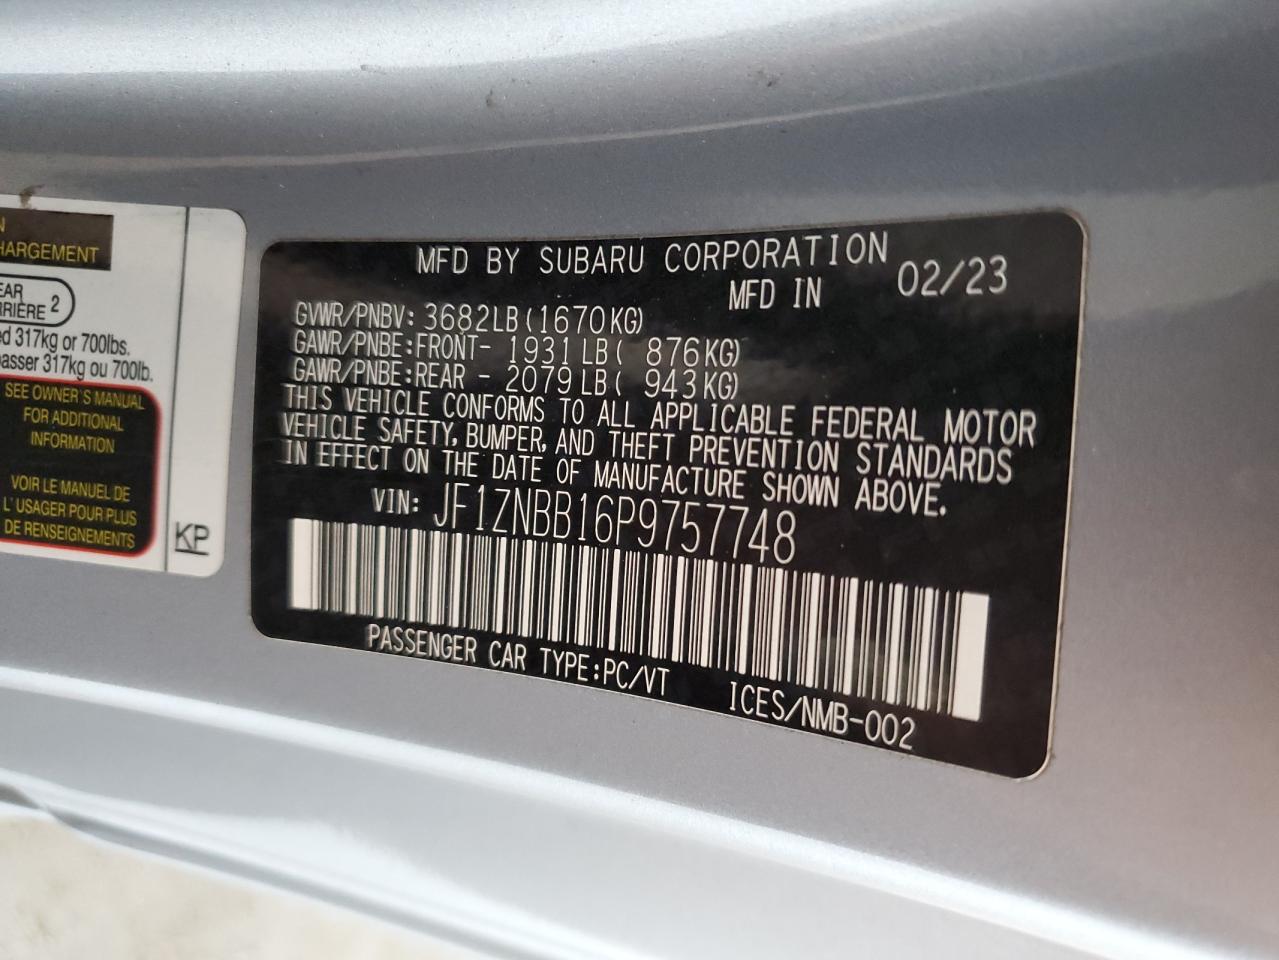 N
HARGEMENT
EAR
RRIÈRE 2
ed 317kg or 700lbs.
passer 317kg ou 700lb.
SEE OWNER'S MANUAL
FOR ADDITIONAL
INFORMATION
VOIR LE MANUEL DE
L'USAGER POUR PLUS
DE RENSEIGNEMENTS
KP
MFD BY SUBARU CORPORATION
MFD IN 02/23
GVWR/PNBV: 3682LB(1670KG)
GAWR/PNBE:FRONT- 1931LB( 876KG)
GAWR/PNBE:REAR - 2079LB( 943KG)
THIS VEHICLE CONFORMS TO ALL APPLICABLE FEDERAL MOTOR
VEHICLE SAFETY, BUMPER, AND THEFT PREVENTION STANDARDS
IN EFFECT ON THE DATE OF MANUFACTURE SHOWN ABOVE.
VIN: JF1ZNBB16P9757748
PASSENGER CAR TYPE:PC/VT
ICES/NMB-002